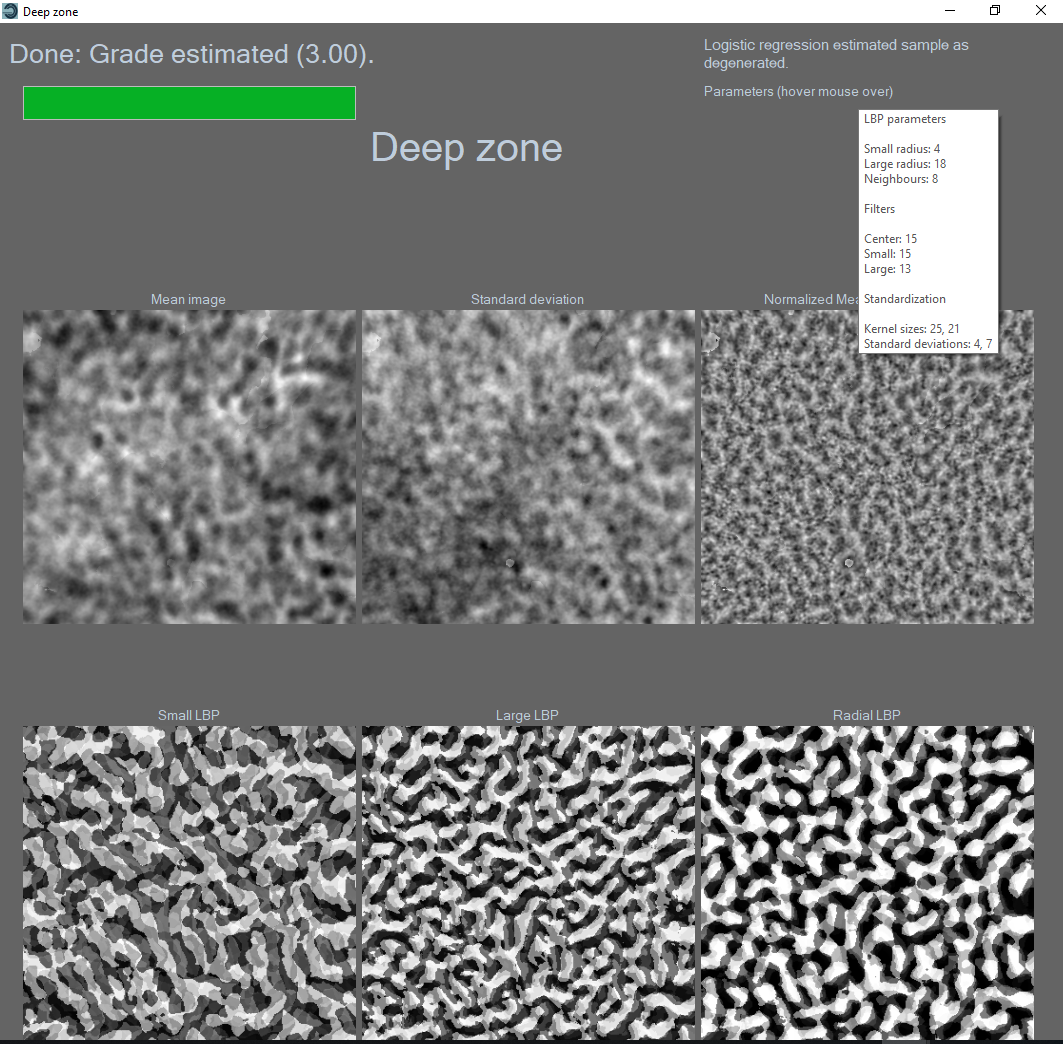 Deep zone
Done: Grade estimated (3.00).
Logistic regression estimated sample as
degenerated.
Parameters (hover mouse over)
Deep zone
LBP parameters
Small radius: 4
Large radius: 18
Neighbours: 8
Filters
Center: 15
Small: 15
Large: 13
Standardization
Kernel sizes: 25, 21
Standard deviations: 4, 7
Mean image
Standard deviation
Normalized Mea
Small LBP
Large LBP
Radial LBP